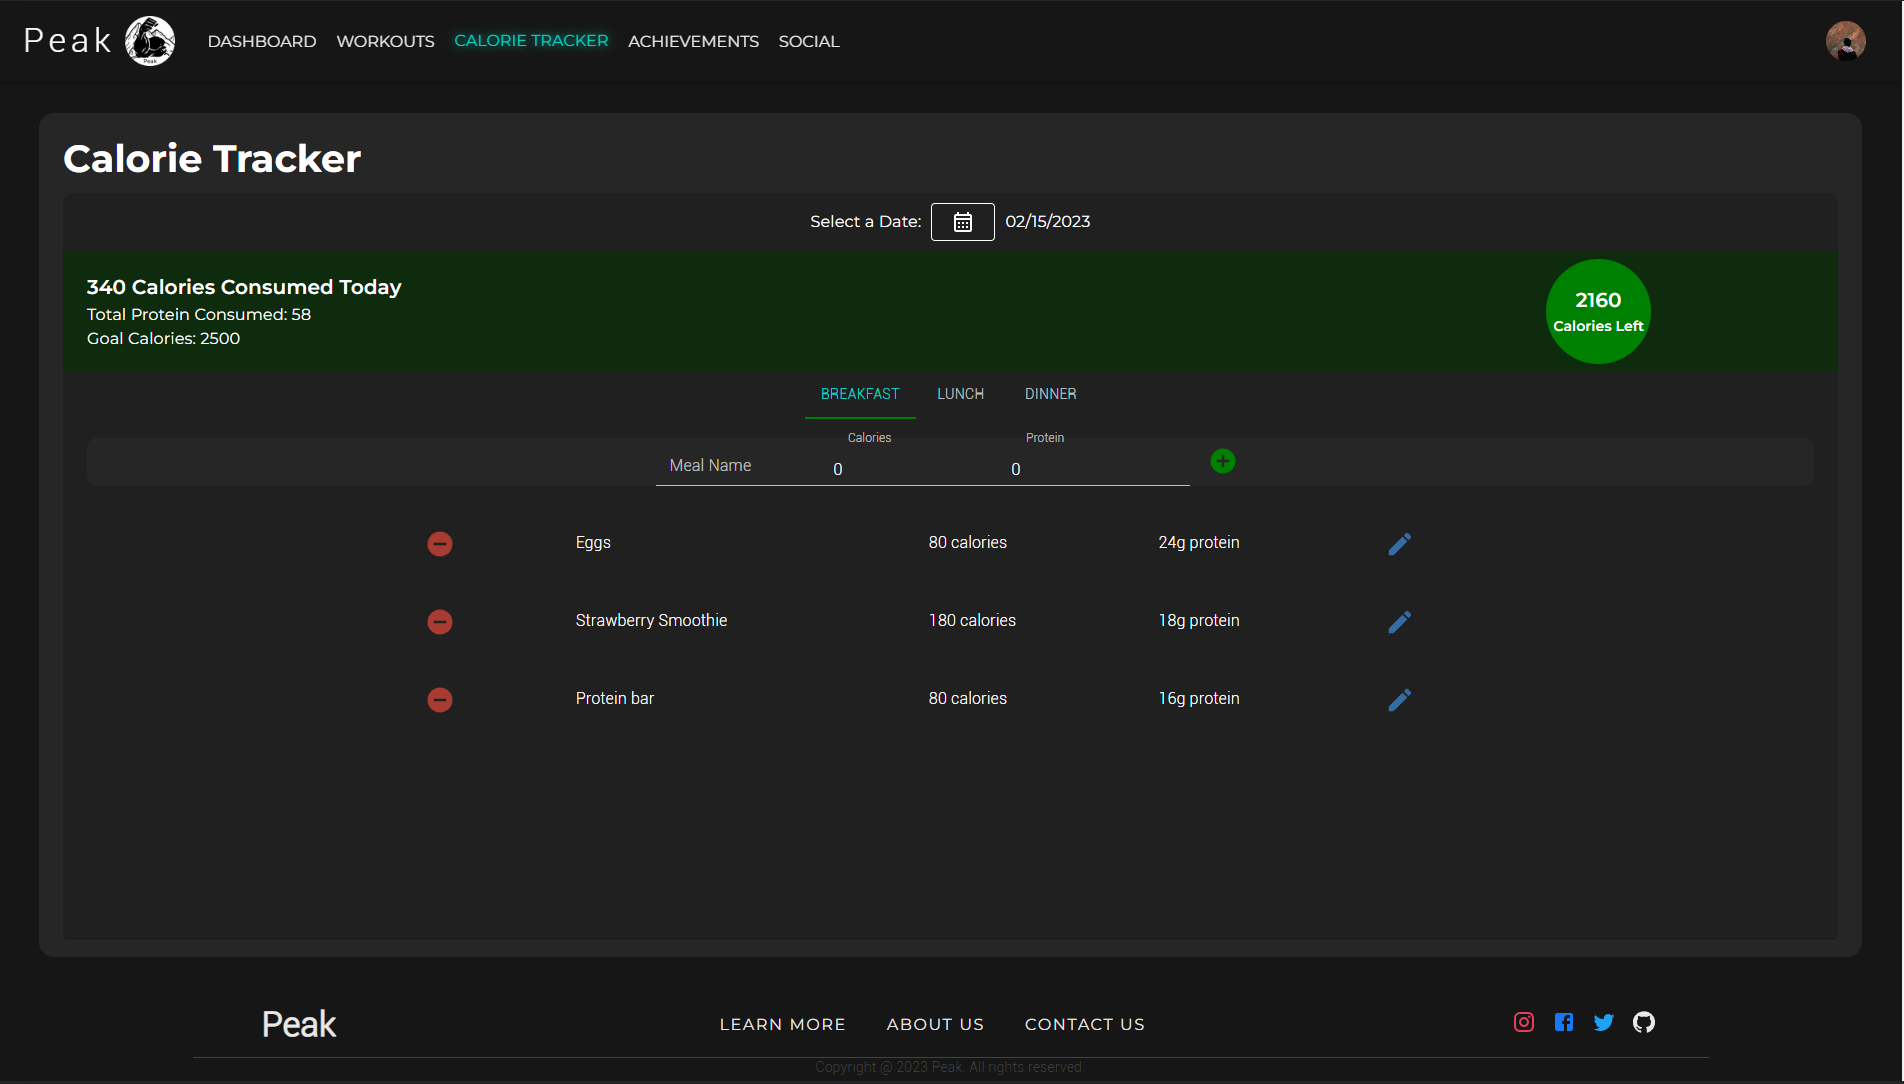 Peak
Peak
DASHBOARD WORKOUTS CALORIE TRACKER ACHIEVEMENTS SOCIAL
Calorie Tracker
Select a Date: 02/15/2023
340 Calories Consumed Today
Total Protein Consumed: 58
Goal Calories: 2500
2160
Calories Left
BREAKFAST LUNCH DINNER
Calories Protein
Meal Name 0 0
Eggs 80 calories 24g protein
Strawberry Smoothie 180 calories 18g protein
Protein bar 80 calories 16g protein
Peak
LEARN MORE ABOUT US CONTACT US
Copyright @ 2023 Peak. All rights reserved.